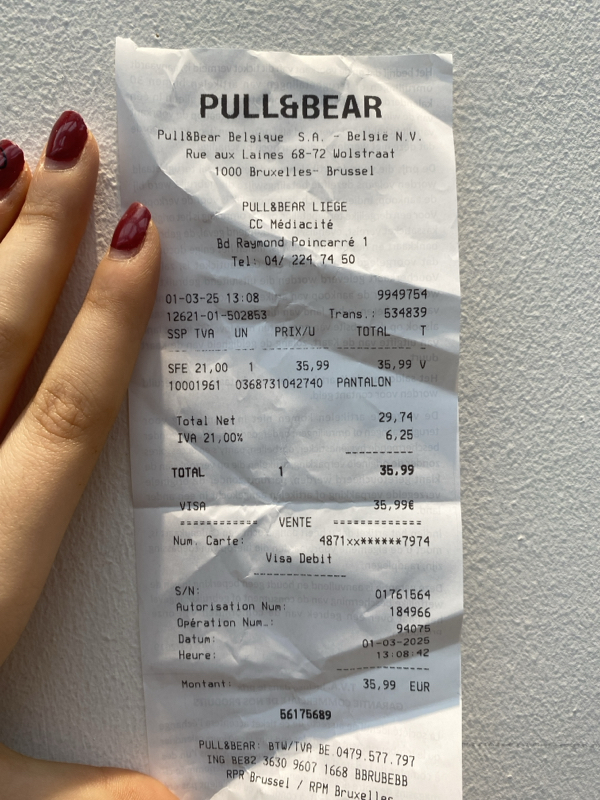 PULL&BEAR
Pull&Bear Belgique S.A. - België N.V.
Rue aux Laines 68-72 Wolstraat
1000 Bruxelles- Brussel
PULL&BEAR LIEGE
CC Médiacité
Bd Raymond Poincarré 1
Tel: 04/ 224 74 50
01-03-25 13:08 9949754
12621-01-502853 Trans.: 534839
SSP TVA UN PRIX/U TOTAL T
SFE 21,00 1 35,99 35,99 V
10001961 0368731042740 PANTALON
Total Net 29,74
IVA 21,00% 6,25
-----------
TOTAL 1 35,99
VISA 35,99€
============ VENTE =============
Num. Carte: 4871xx******7974
Visa Debit
---------------
S/N: 01761564
Autorisation Num: 184966
Opération Num.: 94075
Datum: 01-03-2025
Heure: 13:08:42
---------------
Montant: 35,99 EUR
56175689
PULL&BEAR: BTW/TVA BE 0479.577.797
ING BE82 3630 9607 1668 BBRUBEBB
RPR Brussel / RPM Bruxelles